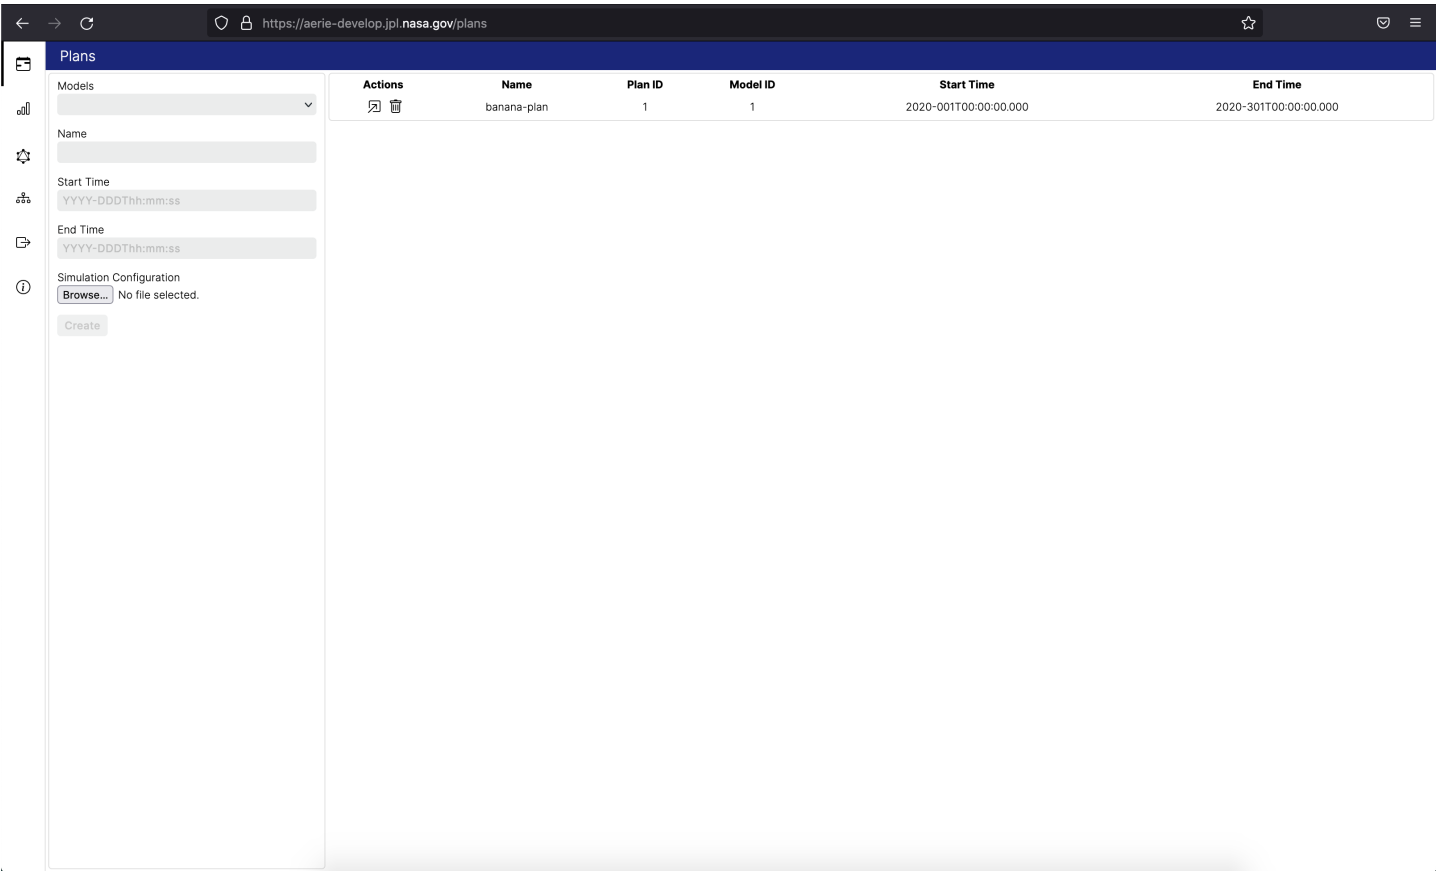 https://aerie-develop.jpl.nasa.gov/plans
Plans
Models
Name
Start Time
YYYY-DDDThh:mm:ss
End Time
YYYY-DDDThh:mm:ss
Simulation Configuration
Browse... No file selected.
Create
Actions Name Plan ID Model ID Start Time End Time
banana-plan 1 1 2020-001T00:00:00.000 2020-301T00:00:00.000